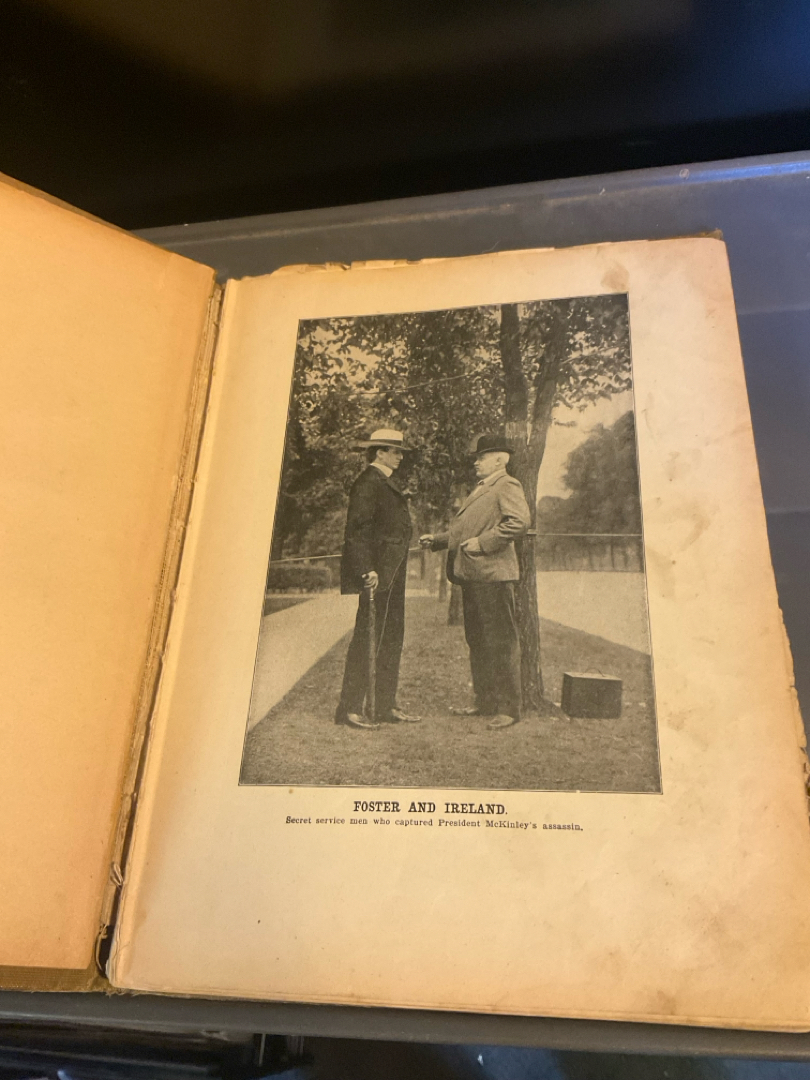 FOSTER AND IRELAND.
Secret service men who captured President McKinley's assassin.